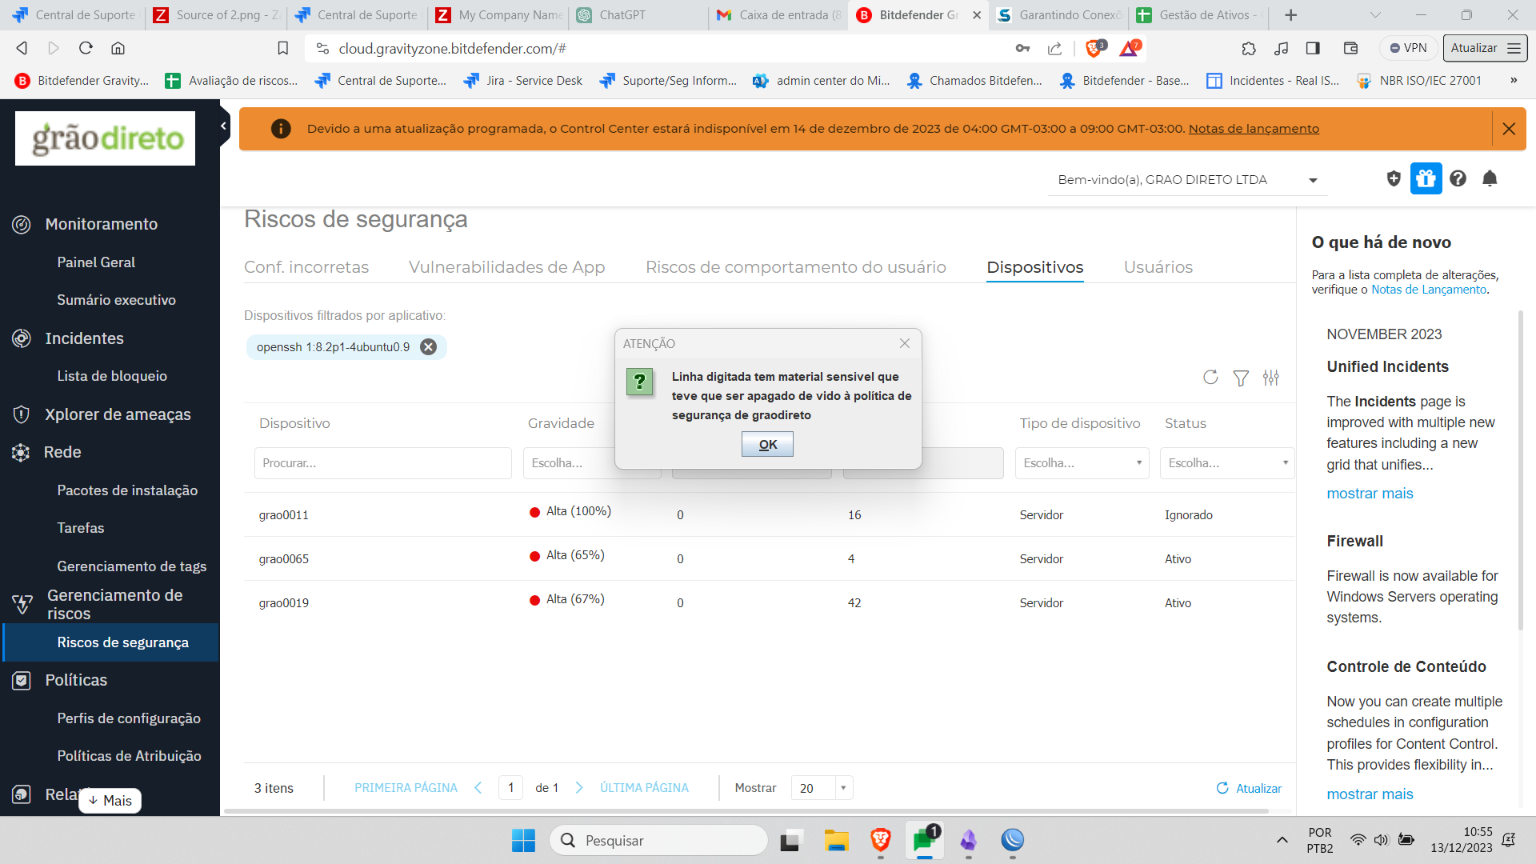 Central de Suporte
Source of 2.png - Z
Central de Suporte
My Company Name
ChatGPT
Caixa de entrada (8
Bitdefender Gr
Garantindo Conexõ
Gestão de Ativos -
cloud.gravityzone.bitdefender.com/#
3
7
VPN
Atualizar
Bitdefender Gravity...
Avaliação de riscos...
Central de Suporte...
Jira - Service Desk
Suporte/Seg Inform...
admin center do Mi...
Chamados Bitdefen...
Bitdefender - Base...
Incidentes - Real IS...
NBR ISO/IEC 27001
»
grãodireto
Devido a uma atualização programada, o Control Center estará indisponível em 14 de dezembro de 2023 de 04:00 GMT-03:00 a 09:00 GMT-03:00. Notas de lançamento
Bem-vindo(a), GRAO DIRETO LTDA
Monitoramento
Painel Geral
Sumário executivo
Incidentes
Lista de bloqueio
Xplorer de ameaças
Rede
Pacotes de instalação
Tarefas
Gerenciamento de tags
Gerenciamento de
riscos
Riscos de segurança
Políticas
Perfis de configuração
Políticas de Atribuição
Relat
Mais
Riscos de segurança
Conf. incorretas
Vulnerabilidades de App
Riscos de comportamento do usuário
Dispositivos
Usuários
Dispositivos filtrados por aplicativo:
openssh 1:8.2p1-4ubuntu0.9
ATENÇÃO
?
Linha digitada tem material sensivel que
teve que ser apagado de vido à política de
segurança de graodireto
OK
Dispositivo
Gravidade
Tipo de dispositivo
Status
Procurar...
Escolha...
Escolha...
Escolha...
grao0011
Alta (100%)
0
16
Servidor
Ignorado
grao0065
Alta (65%)
0
4
Servidor
Ativo
grao0019
Alta (67%)
0
42
Servidor
Ativo
3 itens
PRIMEIRA PÁGINA
1
de 1
ÚLTIMA PÁGINA
Mostrar
20
Atualizar
O que há de novo
Para a lista completa de alterações,
verifique o Notas de Lançamento.
NOVEMBER 2023
Unified Incidents
The Incidents page is
improved with multiple new
features including a new
grid that unifies...
mostrar mais
Firewall
Firewall is now available for
Windows Servers operating
systems.
Controle de Conteúdo
Now you can create multiple
schedules in configuration
profiles for Content Control.
This provides flexibility in...
mostrar mais
Pesquisar
1
POR
PTB2
10:55
13/12/2023